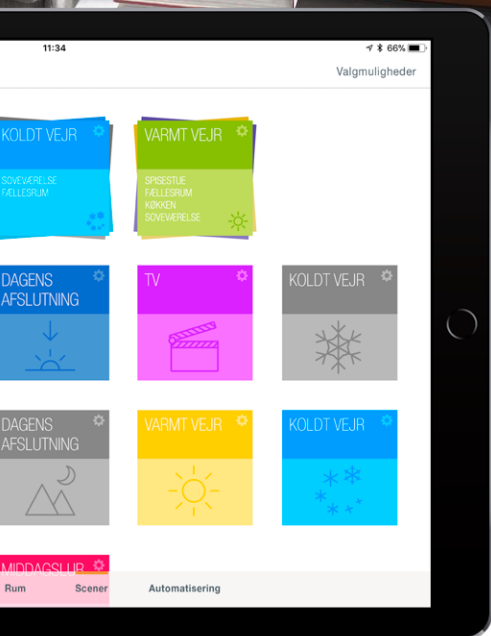 11:34
66%
Valgmuligheder
KOLDT VEJR
SOVEVÆRELSE
FÆLLESRUM
VARMT VEJR
SPISESTUE
FÆLLESRUM
KØKKEN
SOVEVÆRELSE
DAGENS
AFSLUTNING
TV
KOLDT VEJR
DAGENS
AFSLUTNING
VARMT VEJR
KOLDT VEJR
MIDDAGSLUR
Rum
Scener
Automatisering